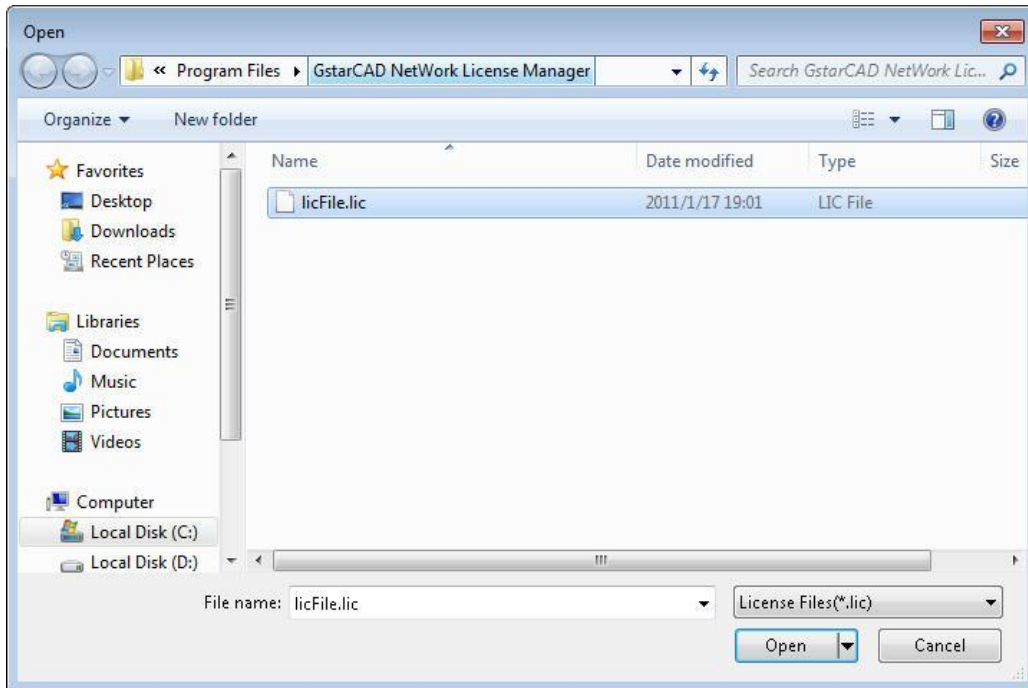 Open
« Program Files ▸ GstarCAD NetWork License Manager
Search GstarCAD NetWork Lic...
Organize
New folder
Name
Date modified
Type
Size
licFile.lic
2011/1/17 19:01
LIC File
Favorites
Desktop
Downloads
Recent Places
Libraries
Documents
Music
Pictures
Videos
Computer
Local Disk (C:)
Local Disk (D:)
File name: licFile.lic
License Files(*.lic)
Open
Cancel